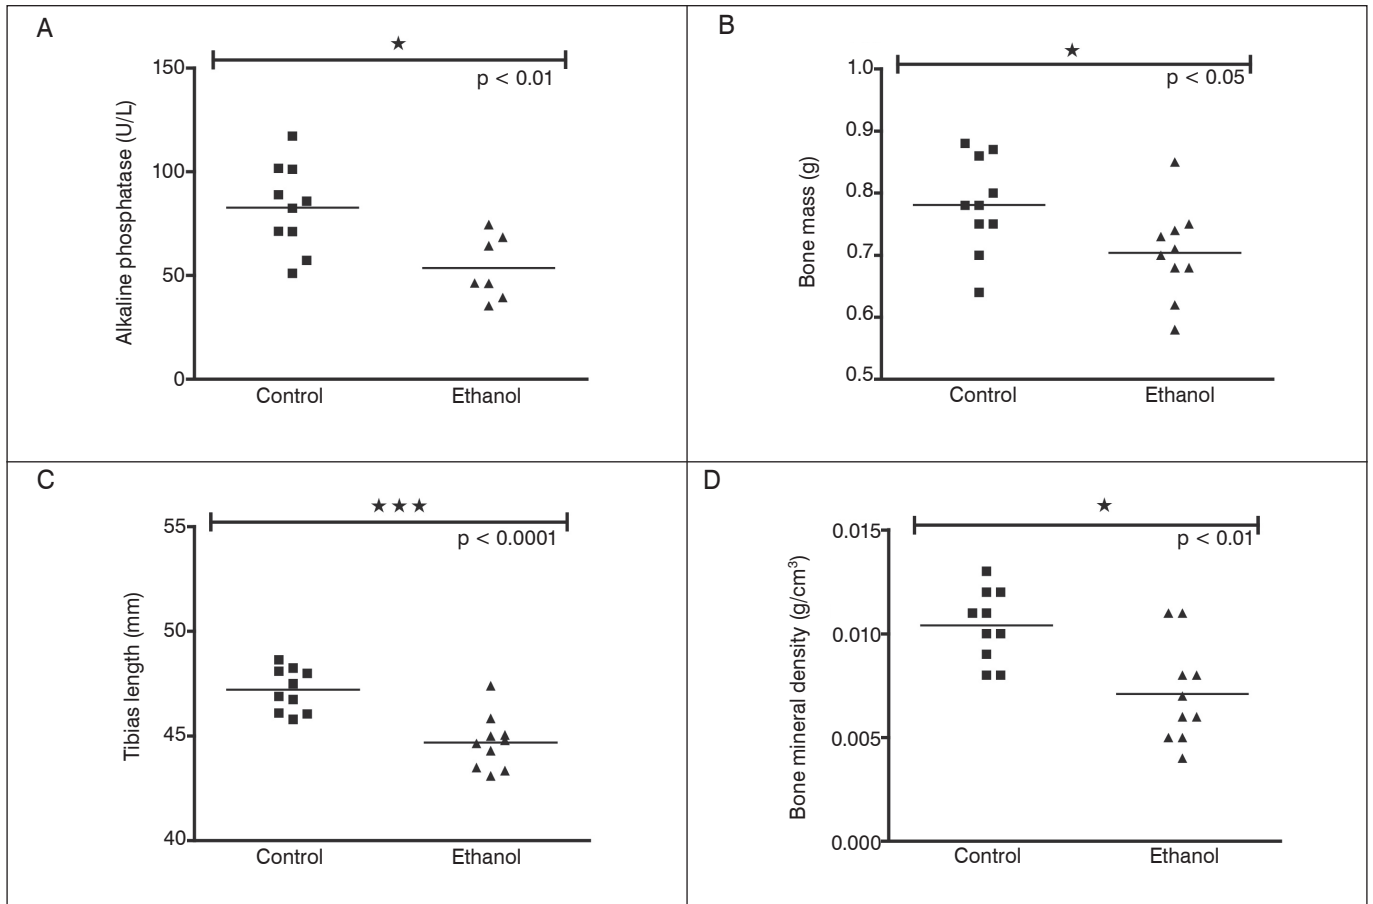 A
★
p < 0.01
Alkaline phosphatase (U/L)
150
100
50
0
Control Ethanol
B
★
p < 0.05
Bone mass (g)
1.0
0.9
0.8
0.7
0.6
0.5
Control Ethanol
C
★ ★ ★
p < 0.0001
Tibias length (mm)
55
50
45
40
Control Ethanol
D
★
p < 0.01
Bone mineral density (g/cm³)
0.015
0.010
0.005
0.000
Control Ethanol